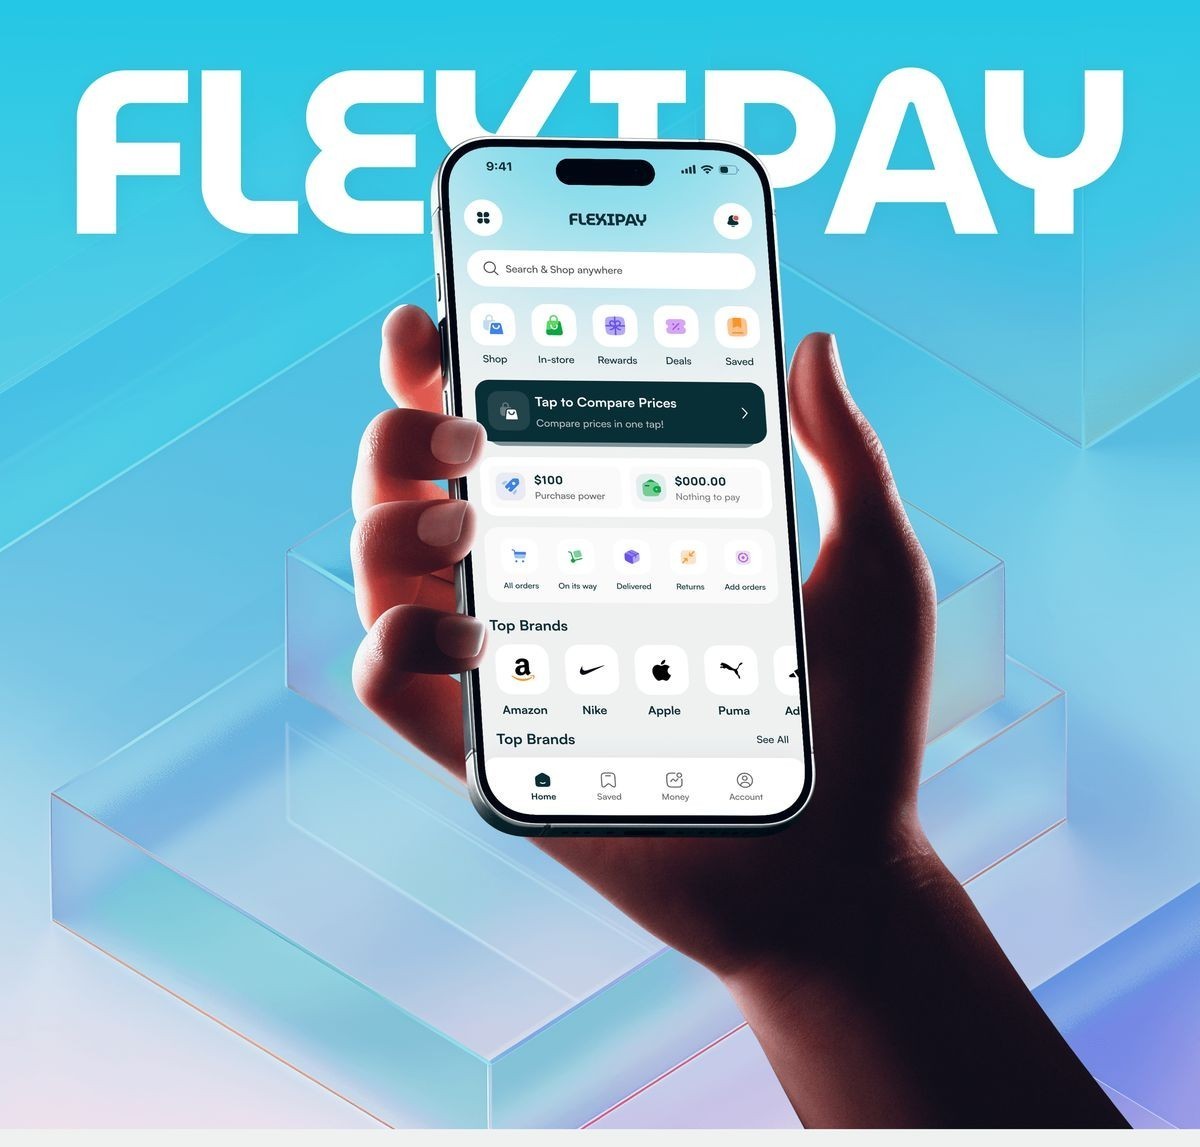 FLEXIPAY
9:41
FLEXIPAY
Search & Shop anywhere
Shop In-store Rewards Deals Saved
Tap to Compare Prices
Compare prices in one tap!
$100 $000.00
Purchase power Nothing to pay
All orders On its way Delivered Returns Add orders
Top Brands
a
Amazon Nike Apple Puma Ad
Top Brands See All
Home Saved Money Account